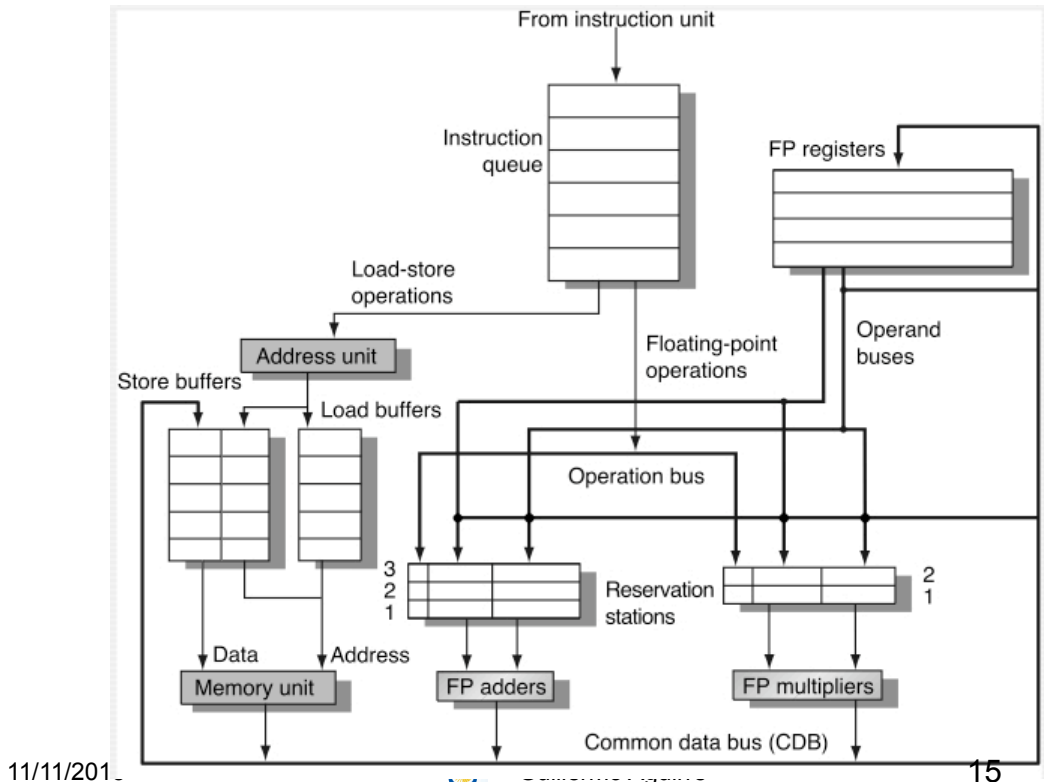 From instruction unit
Instruction
queue
FP registers
Load-store
operations
Address unit
Floating-point
operations
Operand
buses
Store buffers
Load buffers
Operation bus
3
2
1
Reservation
stations
2
1
Data
Address
Memory unit
FP adders
FP multipliers
Common data bus (CDB)
15